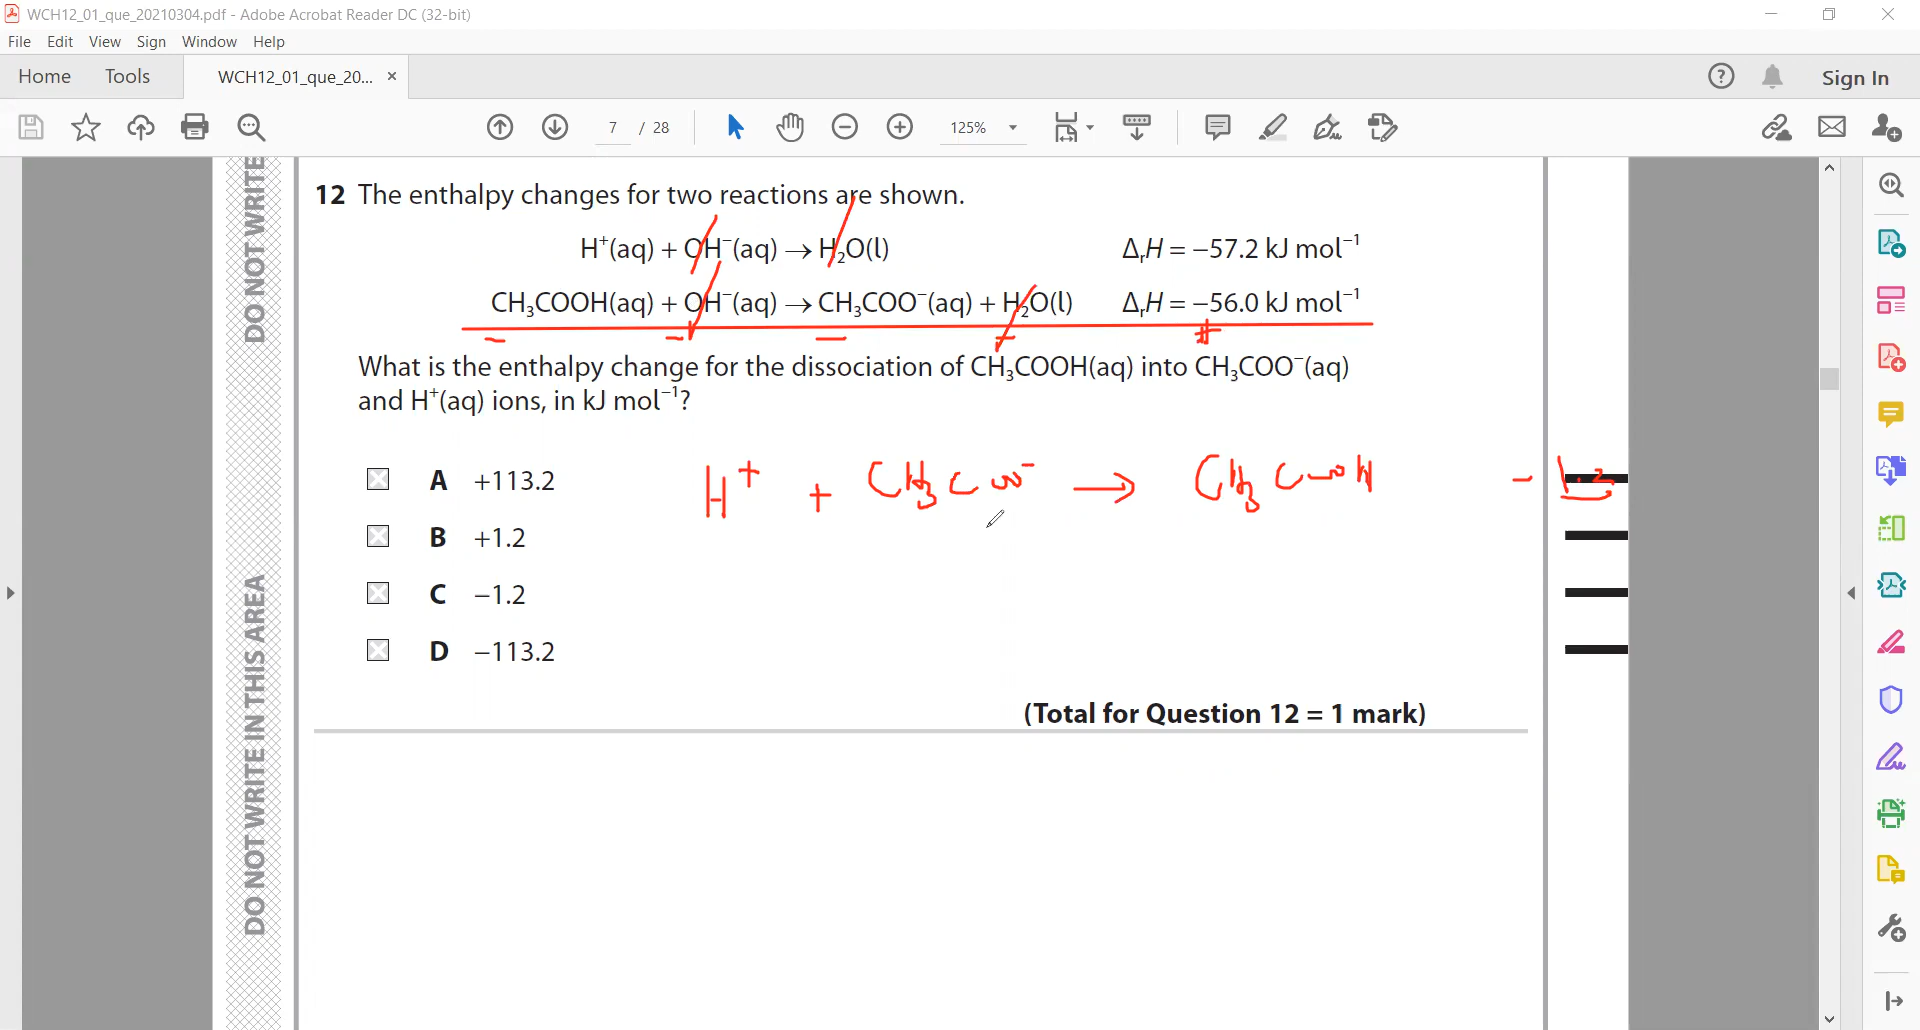 WCH12_01_que_20210304.pdf - Adobe Acrobat Reader DC (32-bit)
File Edit View Sign Window Help
Home Tools WCH12_01_que_20... × Sign In
7 / 28 125%
DO NOT WRITE
DO NOT WRITE IN THIS AREA
12 The enthalpy changes for two reactions are shown.
H⁺(aq) + OH⁻(aq) → H₂O(l) ΔᵣH = −57.2 kJ mol⁻¹
CH₃COOH(aq) + OH⁻(aq) → CH₃COO⁻(aq) + H₂O(l) ΔᵣH = −56.0 kJ mol⁻¹
What is the enthalpy change for the dissociation of CH₃COOH(aq) into CH₃COO⁻(aq)
and H⁺(aq) ions, in kJ mol⁻¹?
H⁺ + CH₃COO⁻ → CH₃COOH - 1.2
A +113.2
B +1.2
C −1.2
D −113.2
(Total for Question 12 = 1 mark)